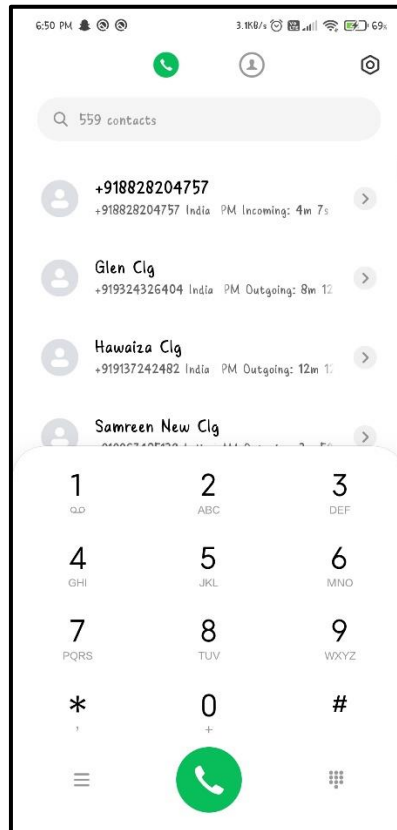 6:50 PM 3.1KB/s 69%
559 contacts
+918828204757
+918828204757 India PM Incoming: 4m 7s
Glen Clg
+919324326404 India PM Outgoing: 8m 12
Hawaiza Clg
+919137242482 India PM Outgoing: 12m
Samreen New Clg
1 2 3
ABC DEF
4 5 6
GHI JKL MNO
7 8 9
PQRS TUV WXYZ
* 0 #
, +